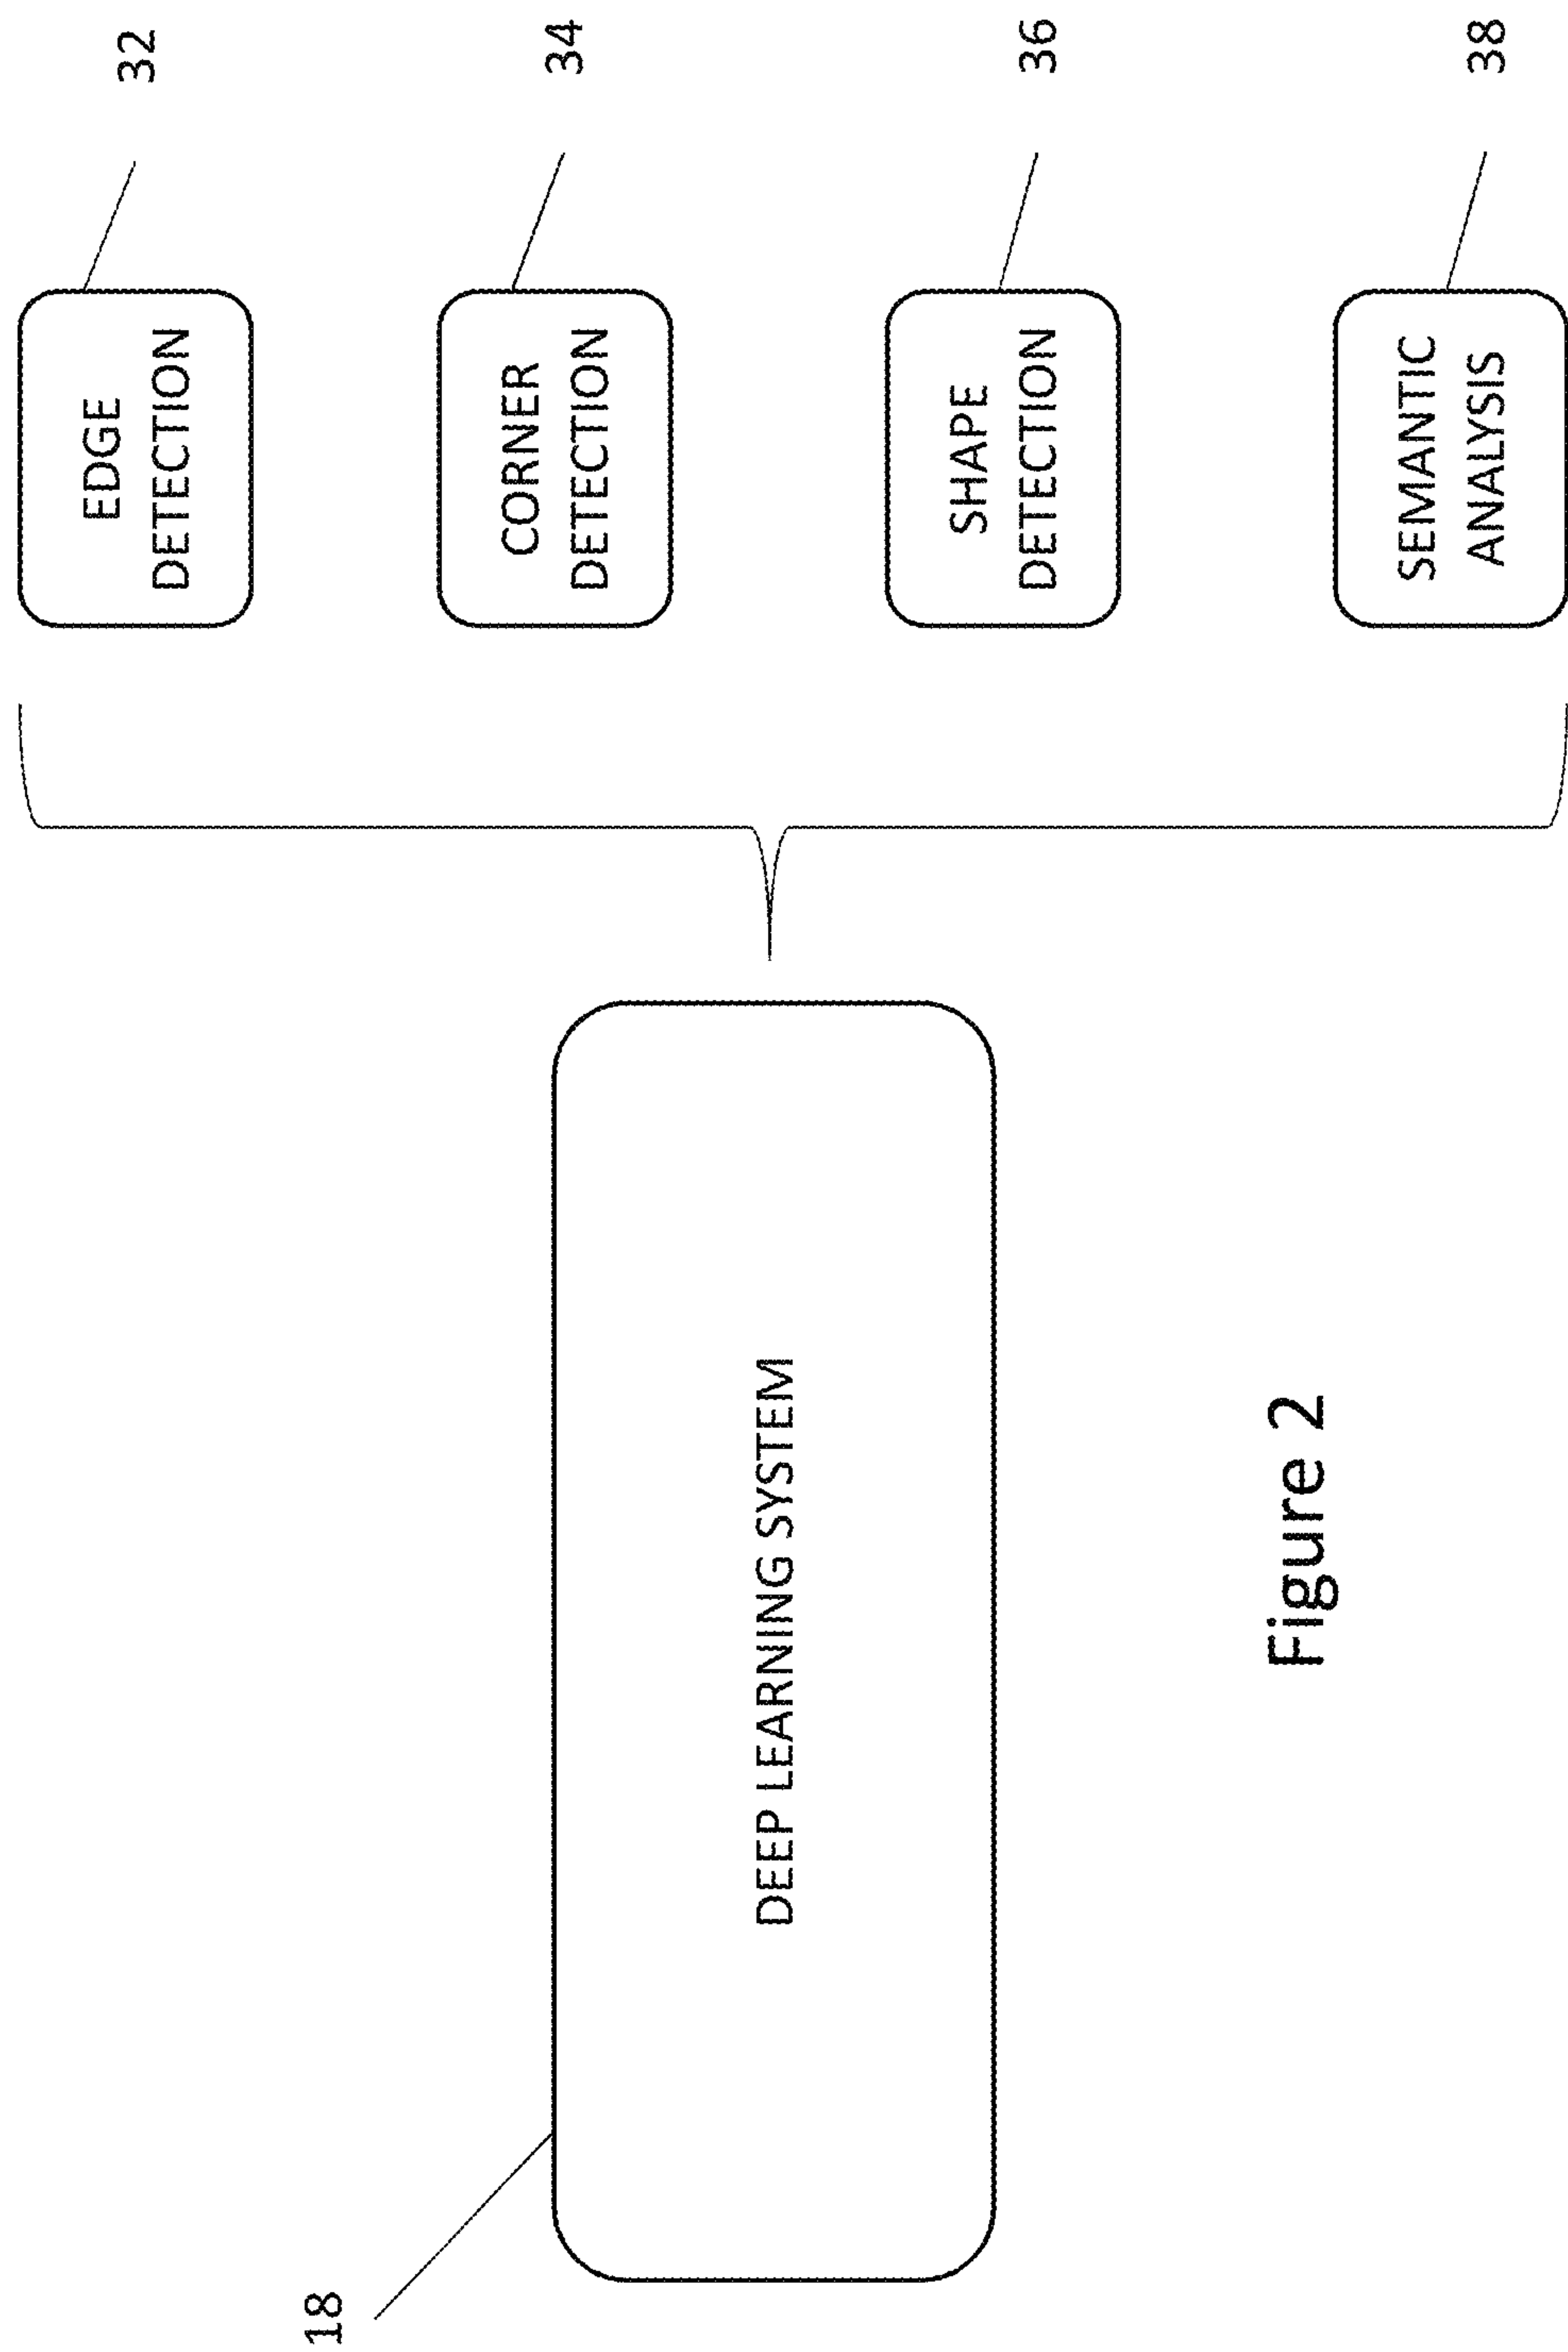 18
DEEP LEARNING SYSTEM
EDGE
DETECTION
32
CORNER
DETECTION
34
SHAPE
DETECTION
36
SEMANTIC
ANALYSIS
38
Figure 2